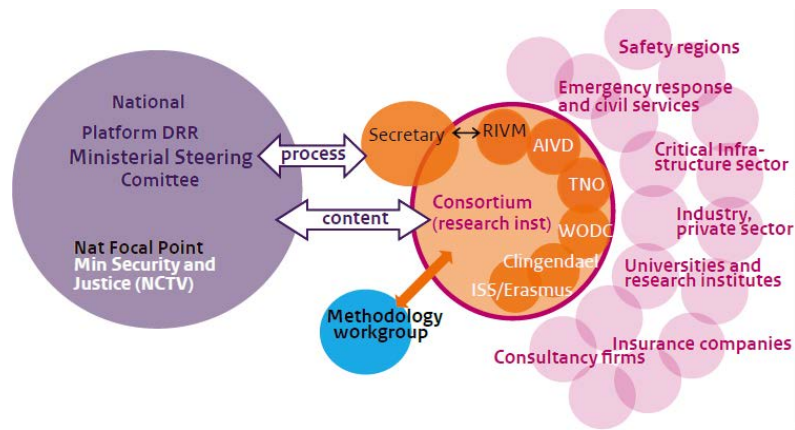 National
Platform DRR
Ministerial Steering
Comittee
Nat Focal Point
Min Security and
Justice (NCTV)
process
content
Secretary
RIVM
AIVD
TNO
WODC
Clingendael
ISS/Erasmus
Consortium
(research inst)
Methodology
workgroup
Safety regions
Emergency response
and civil services
Critical Infra-
structure sector
Industry,
private sector
Universities and
research institutes
Insurance companies
Consultancy firms